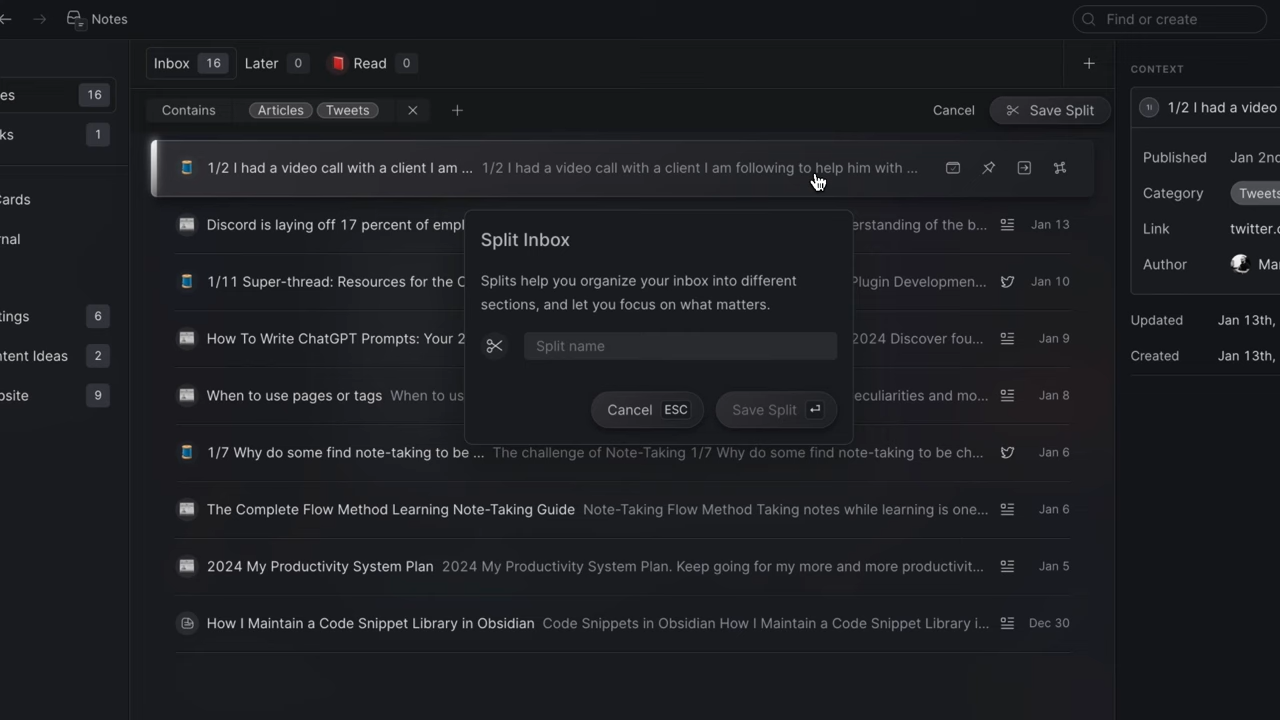 Notes
Find or create
Inbox 16 Later 0 Read 0
es 16
ks 1
ards
nal
tings 6
ntent Ideas 2
osite 9
Contains Articles Tweets Cancel Save Split
1/2 I had a video call with a client I am ... 1/2 I had a video call with a client I am following to help him with ...
Discord is laying off 17 percent of empl erstanding of the b... Jan 13
1/11 Super-thread: Resources for the O Plugin Developmen... Jan 10
How To Write ChatGPT Prompts: Your 2 2024 Discover fou... Jan 9
When to use pages or tags When to us eculiarities and mo... Jan 8
1/7 Why do some find note-taking to be ... The challenge of Note-Taking 1/7 Why do some find note-taking to be ch... Jan 6
The Complete Flow Method Learning Note-Taking Guide Note-Taking Flow Method Taking notes while learning is one... Jan 6
2024 My Productivity System Plan 2024 My Productivity System Plan. Keep going for my more and more productivit... Jan 5
How I Maintain a Code Snippet Library in Obsidian Code Snippets in Obsidian How I Maintain a Code Snippet Library i... Dec 30
Split Inbox
Splits help you organize your inbox into different
sections, and let you focus on what matters.
Split name
Cancel ESC Save Split
CONTEXT
1/2 I had a video
Published Jan 2nd
Category Tweets
Link twitter.c
Author Mar
Updated Jan 13th,
Created Jan 13th,